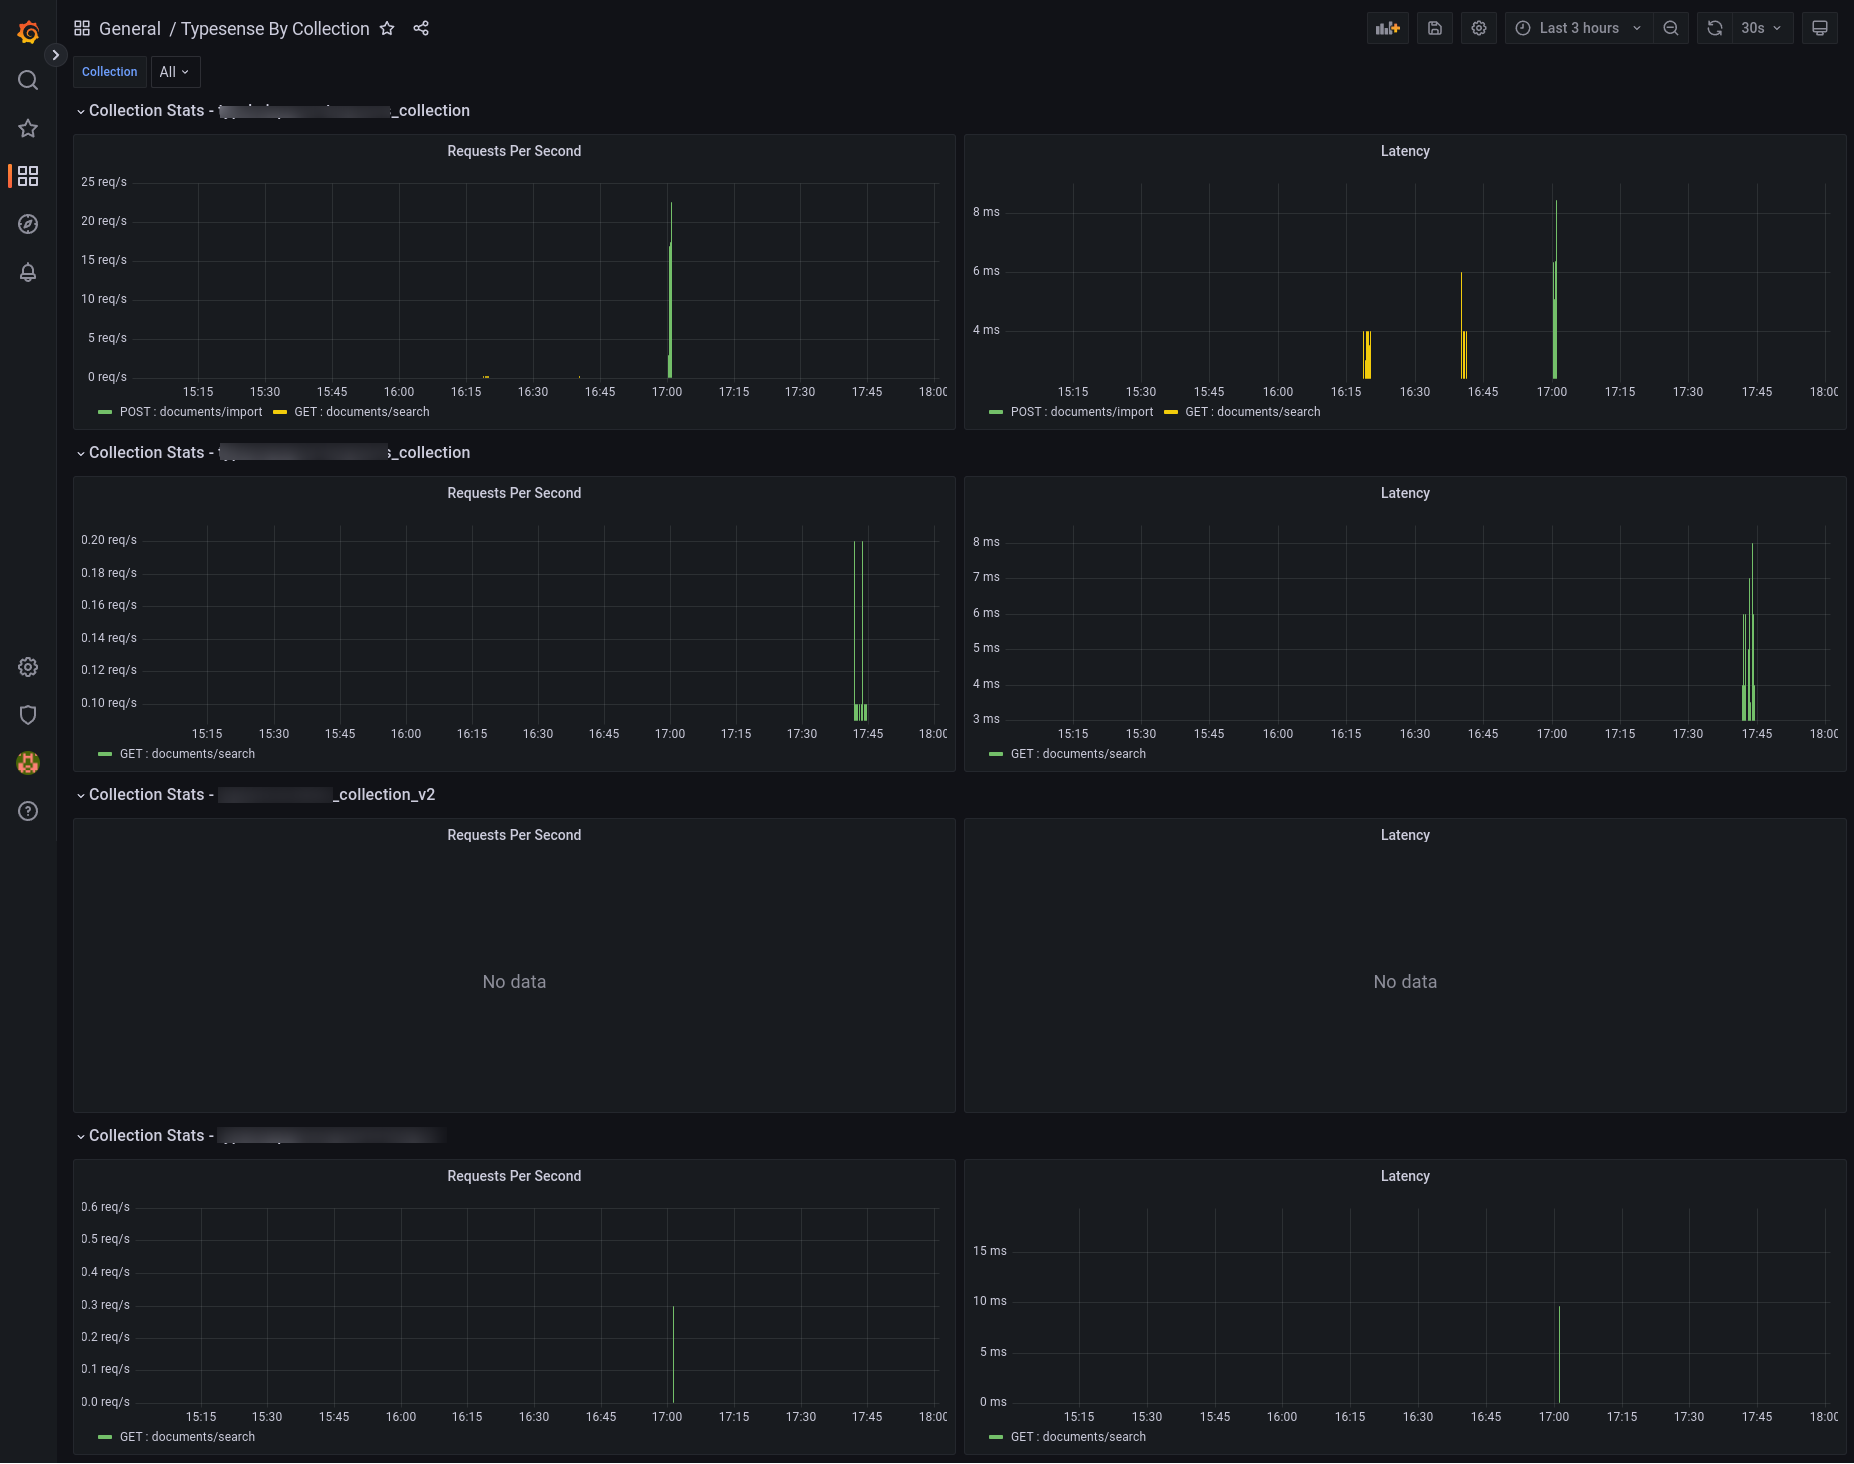 General / Typesense By Collection
Last 3 hours
30s
Collection All
Collection Stats - _collection
Requests Per Second
25 req/s
20 req/s
15 req/s
10 req/s
5 req/s
0 req/s
15:15 15:30 15:45 16:00 16:15 16:30 16:45 17:00 17:15 17:30 17:45 18:00
POST : documents/import GET : documents/search
Latency
8 ms
6 ms
4 ms
15:15 15:30 15:45 16:00 16:15 16:30 16:45 17:00 17:15 17:30 17:45 18:00
POST : documents/import GET : documents/search
Collection Stats - s_collection
Requests Per Second
0.20 req/s
0.18 req/s
0.16 req/s
0.14 req/s
0.12 req/s
0.10 req/s
15:15 15:30 15:45 16:00 16:15 16:30 16:45 17:00 17:15 17:30 17:45 18:00
GET : documents/search
Latency
8 ms
7 ms
6 ms
5 ms
4 ms
3 ms
15:15 15:30 15:45 16:00 16:15 16:30 16:45 17:00 17:15 17:30 17:45 18:00
GET : documents/search
Collection Stats - _collection_v2
Requests Per Second
No data
Latency
No data
Collection Stats -
Requests Per Second
0.6 req/s
0.5 req/s
0.4 req/s
0.3 req/s
0.2 req/s
0.1 req/s
0.0 req/s
15:15 15:30 15:45 16:00 16:15 16:30 16:45 17:00 17:15 17:30 17:45 18:00
GET : documents/search
Latency
15 ms
10 ms
5 ms
0 ms
15:15 15:30 15:45 16:00 16:15 16:30 16:45 17:00 17:15 17:30 17:45 18:00
GET : documents/search